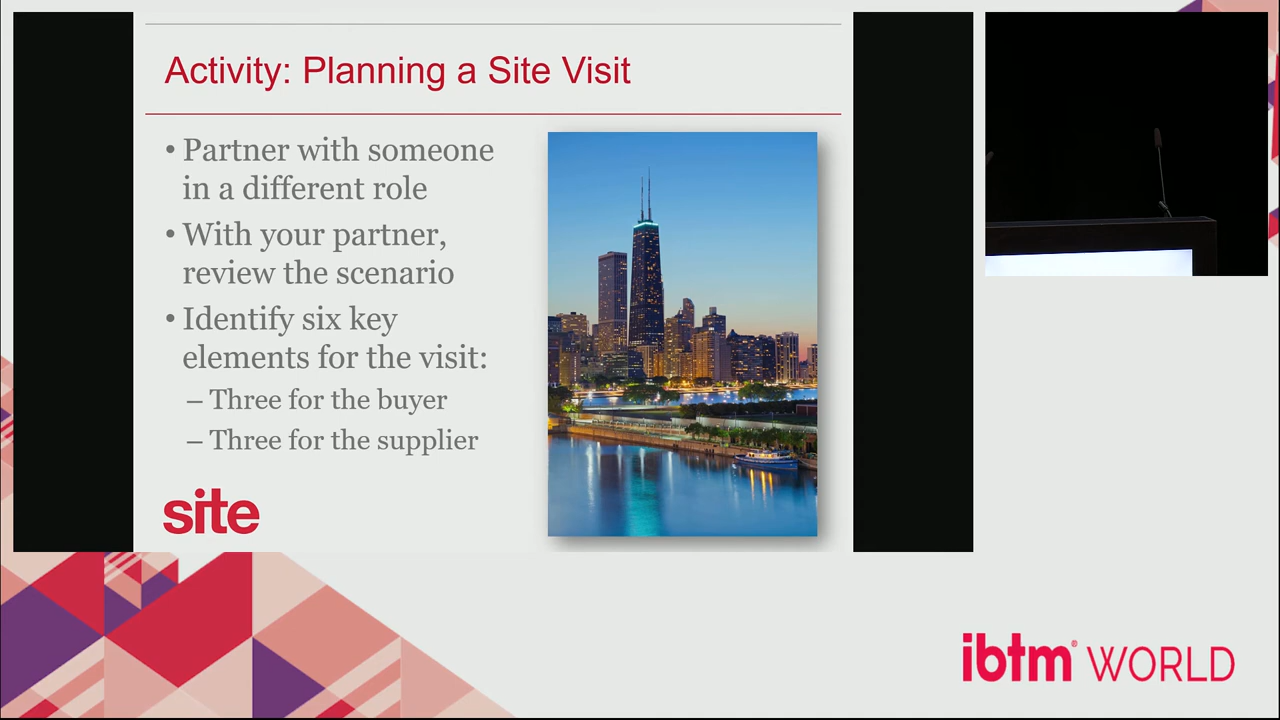 Activity: Planning a Site Visit
• Partner with someone
in a different role
• With your partner,
review the scenario
• Identify six key
elements for the visit:
– Three for the buyer
– Three for the supplier
site
ibtm® WORLD